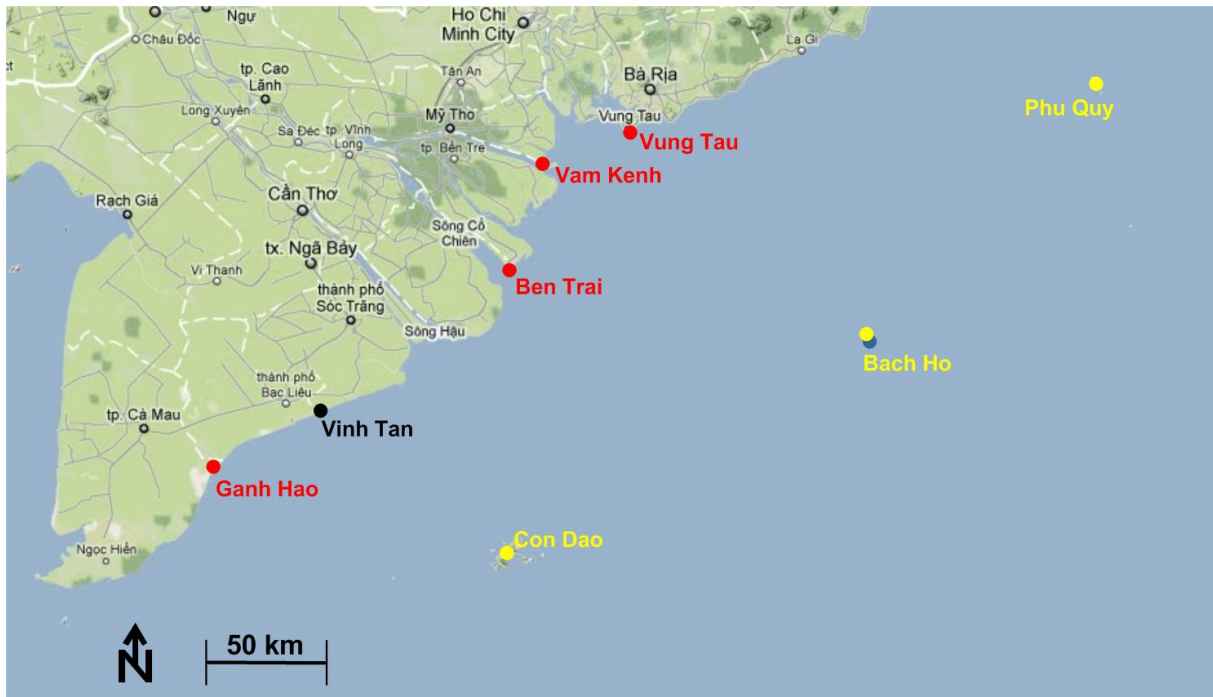 Ngự
Ho Chi
Minh City
La Gi
Châu Đốc
tp. Cao
Lãnh
Tân An
Bà Rịa
Phu Quy
Long Xuyên
Mỹ Tho
Vung Tau
Sa Đéc
tp. Vĩnh
Long
tp. Bến Tre
Vung Tau
Vam Kenh
Rạch Giá
Cần Thơ
Sông Cổ
Chiên
tx. Ngã Bảy
Vi Thanh
Ben Trai
thành phố
Sóc Trăng
Sông Hậu
Bach Ho
thành phố
Bạc Liêu
tp. Cà Mau
Vinh Tan
Ganh Hao
Con Dao
Ngọc Hiển
N
50 km